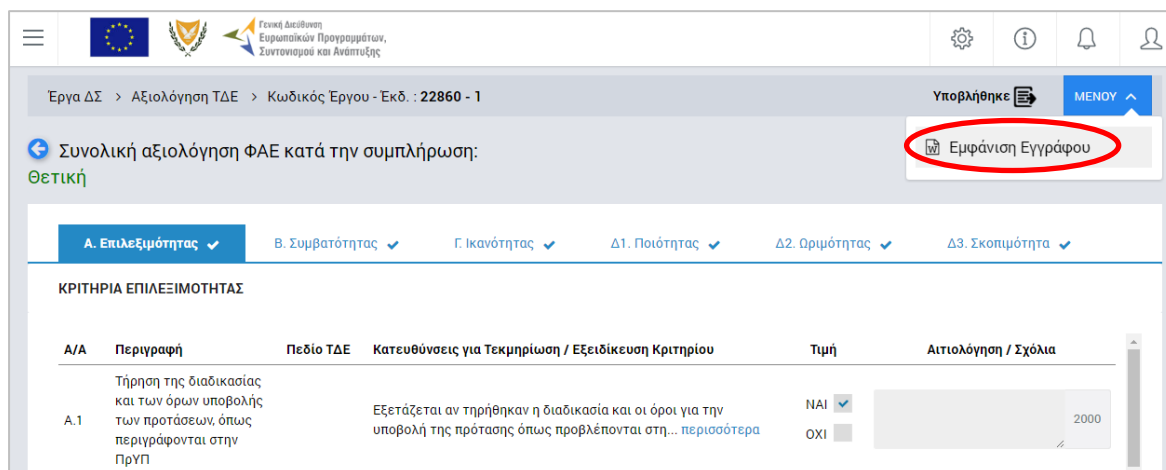 Γενική Διεύθυνση
Ευρωπαϊκών Προγραμμάτων,
Συντονισμού και Ανάπτυξης
Έργα ΔΣ > Αξιολόγηση ΤΔΕ > Κωδικός Έργου - Έκδ. : 22860 - 1
Υποβλήθηκε
ΜΕΝΟΥ
Εμφάνιση Εγγράφου
Συνολική αξιολόγηση ΦΑΕ κατά την συμπλήρωση:
Θετική
Α. Επιλεξιμότητας
Β. Συμβατότητας
Γ. Ικανότητας
Δ1. Ποιότητας
Δ2. Ωριμότητας
Δ3. Σκοπιμότητα
ΚΡΙΤΗΡΙΑ ΕΠΙΛΕΞΙΜΟΤΗΤΑΣ
Α/Α Περιγραφή Πεδίο ΤΔΕ Κατευθύνσεις για Τεκμηρίωση / Εξειδίκευση Κριτηρίου Τιμή Αιτιολόγηση / Σχόλια
Α.1
Τήρηση της διαδικασίας
και των όρων υποβολής
των προτάσεων, όπως
περιγράφονται στην
ΠρΥΠ
Εξετάζεται αν τηρήθηκαν η διαδικασία και οι όροι για την
υποβολή της πρότασης όπως προβλέπονται στη... περισσότερα
ΝΑΙ
ΟΧΙ
2000